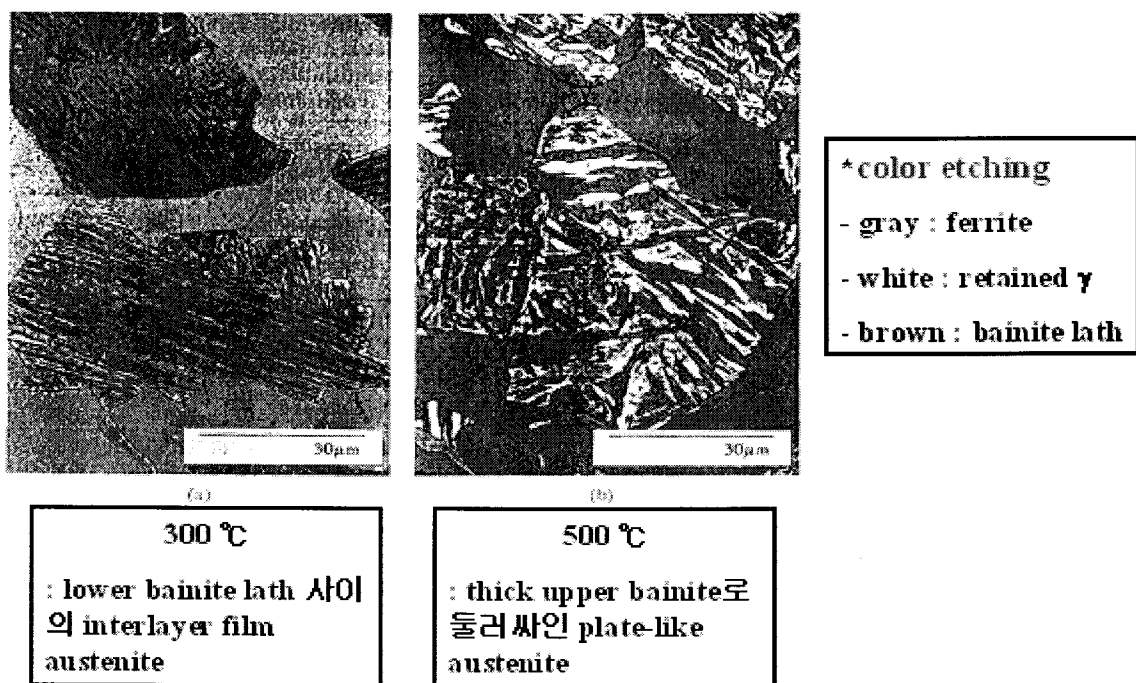 *color etching
- gray : ferrite
- white : retained γ
- brown : bainite lath
30μm
30μm
(a)
(b)
300 ℃
: lower bainite lath 사이
의 interlayer film
austenite
500 ℃
: thick upper bainite로
둘러싸인 plate-like
austenite